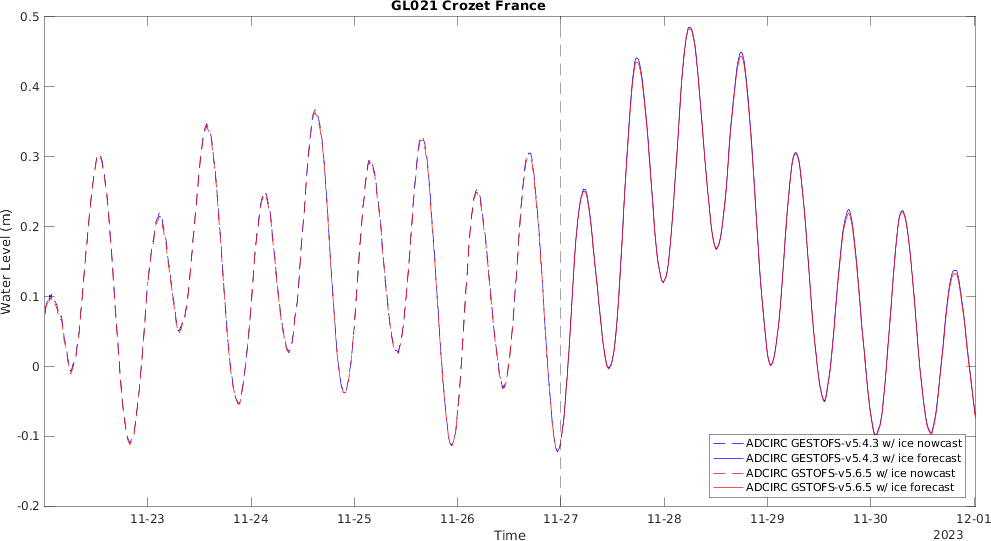 GL021 Crozet France
Water Level (m)
0.5
0.4
0.3
0.2
0.1
0
-0.1
-0.2
ADCIRC GESTOFS-v5.4.3 w/ ice nowcast
ADCIRC GESTOFS-v5.4.3 w/ ice forecast
ADCIRC GSTOFS-v5.6.5 w/ ice nowcast
ADCIRC GSTOFS-v5.6.5 w/ ice forecast
11-23 11-24 11-25 11-26 11-27 11-28 11-29 11-30 12-01
Time
2023